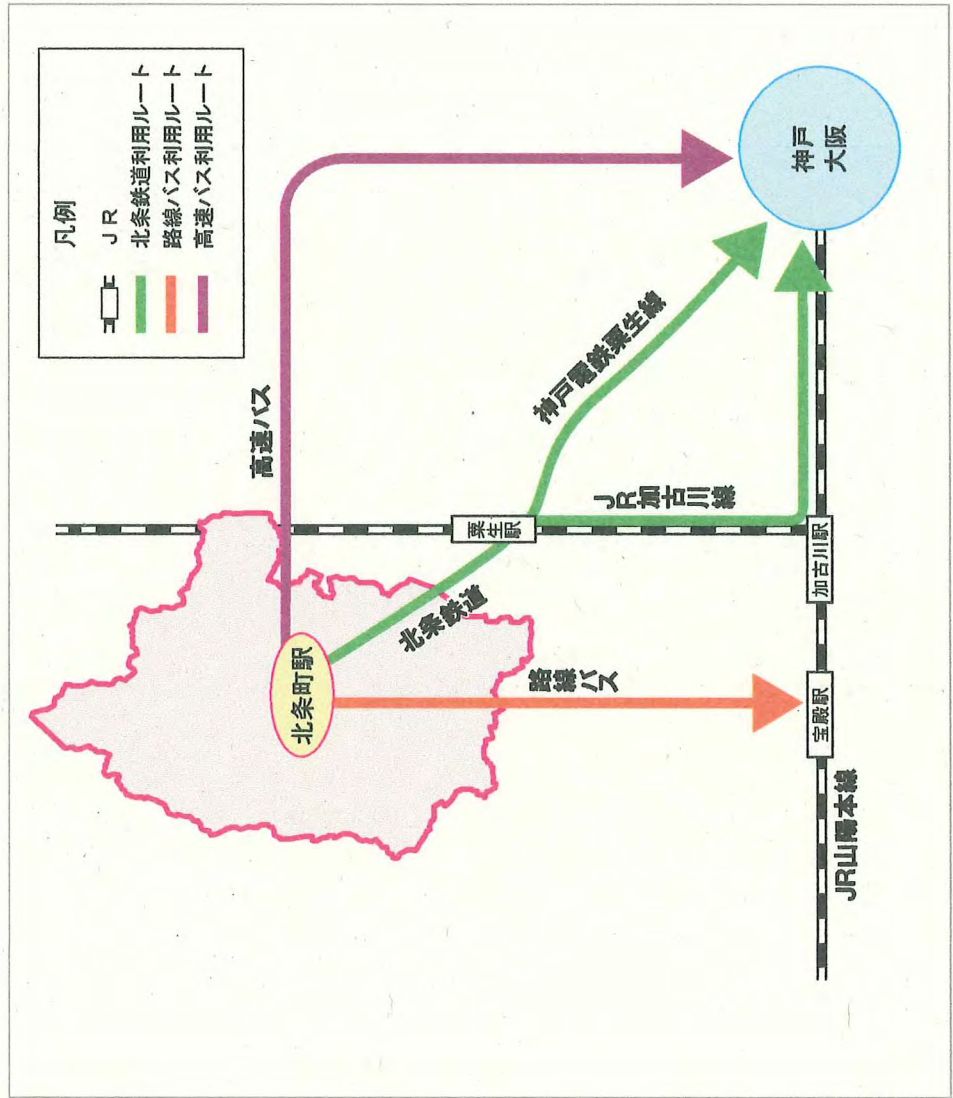 凡例
ＪＲ
北条鉄道利用ルート
路線バス利用ルート
高速バス利用ルート
高速バス
北条町駅
粟生駅
神戸電鉄粟生線
北条鉄道
ＪＲ加古川線
路線バス
神戸
大阪
宝殿駅
加古川駅
JR山陽本線